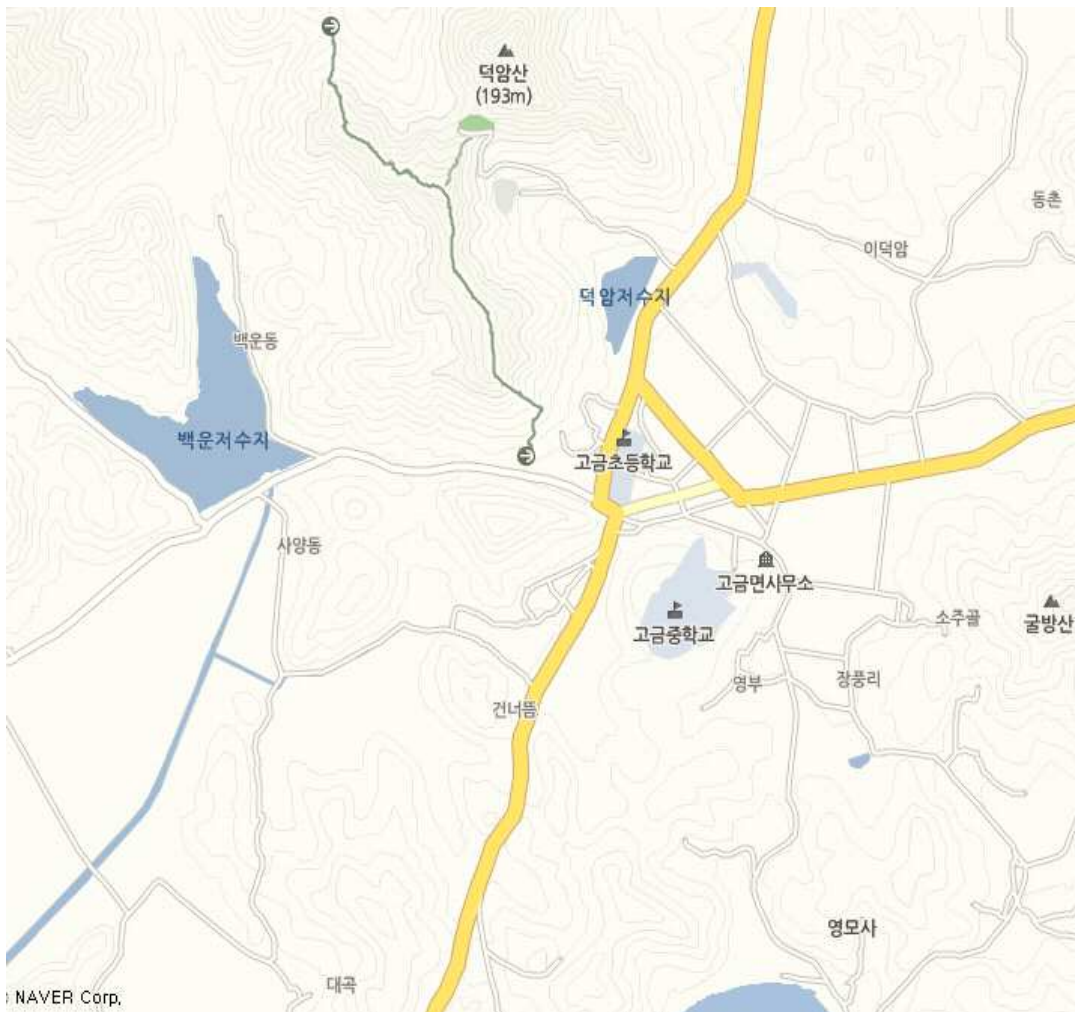 덕암산
(193m)
동촌
이덕암
덕암저수지
백운동
백운저수지
고금초등학교
사양동
고금면사무소
고금중학교
소주골
굴방산
영부
장풍리
건너뜸
영모사
대곡
NAVER Corp.